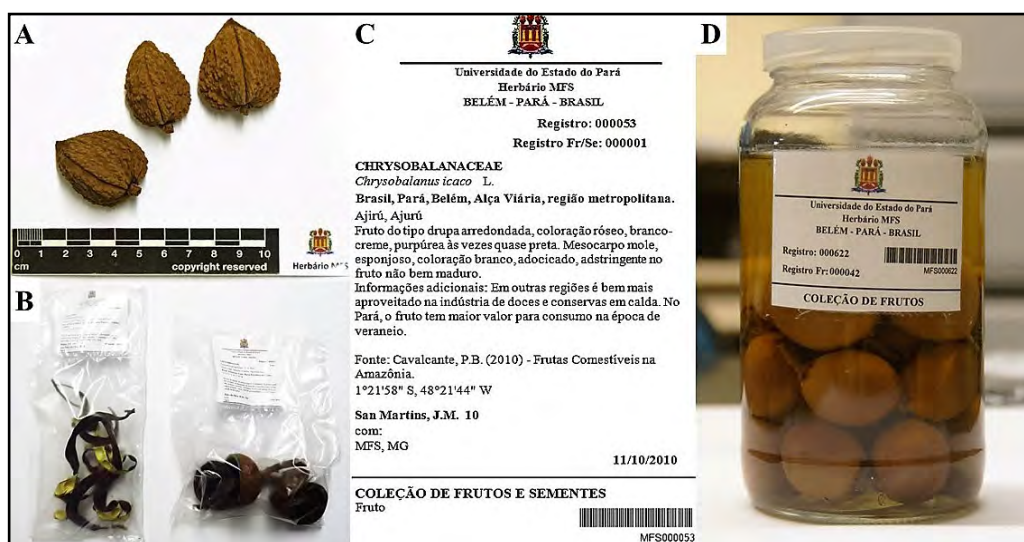 A
0 1 2 3 4 5 6 7 8 9 10
cm
copyright reserved
Herbário MFS
B
C
Universidade do Estado do Pará
Herbário MFS
BELÉM - PARÁ - BRASIL
Registro: 000053
Registro Fr/Se: 000001
CHRYSOBALANACEAE
Chrysobalanus icaco L.
Brasil, Pará, Belém, Alça Viária, região metropolitana.
Ajirú, Ajurú
Fruto do tipo drupa arredondada, coloração róseo, branco-
creme, purpúrea às vezes quase preta. Mesocarpo mole,
esponjoso, coloração branco, adocicado, adstringente no
fruto não bem maduro.
Informações adicionais: Em outras regiões é bem mais
aproveitado na indústria de doces e conservas em calda. No
Pará, o fruto tem maior valor para consumo na época de
veraneio.
Fonte: Cavalcante, P.B. (2010) - Frutas Comestíveis na
Amazônia.
1°21'58" S, 48°21'44" W
San Martins, J.M. 10
com:
MFS, MG
11/10/2010
COLEÇÃO DE FRUTOS E SEMENTES
Fruto
MFS000053
D
Universidade do Estado do Pará
Herbário MFS
BELÉM - PARÁ - BRASIL
Registro: 000622
Registro Fr: 000042
MFS000622
COLEÇÃO DE FRUTOS